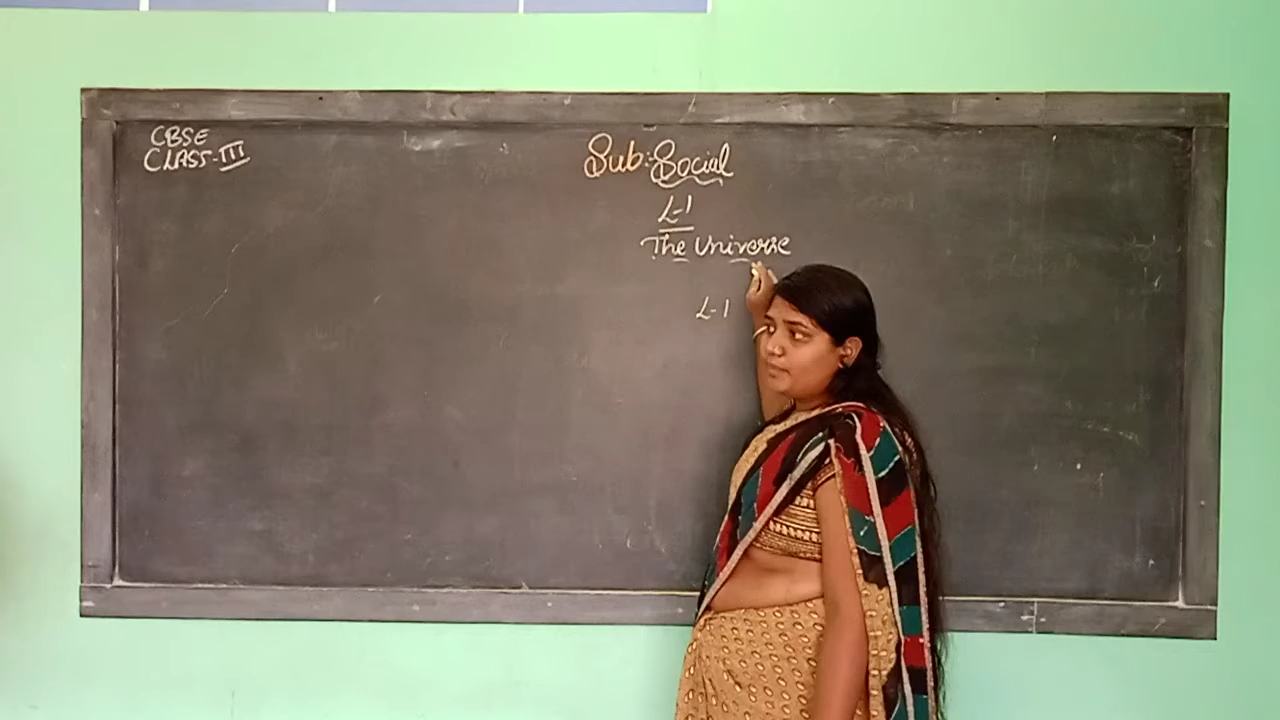 CBSE
CLASS-III
Sub:-Social
L-1
The Universe
L-1